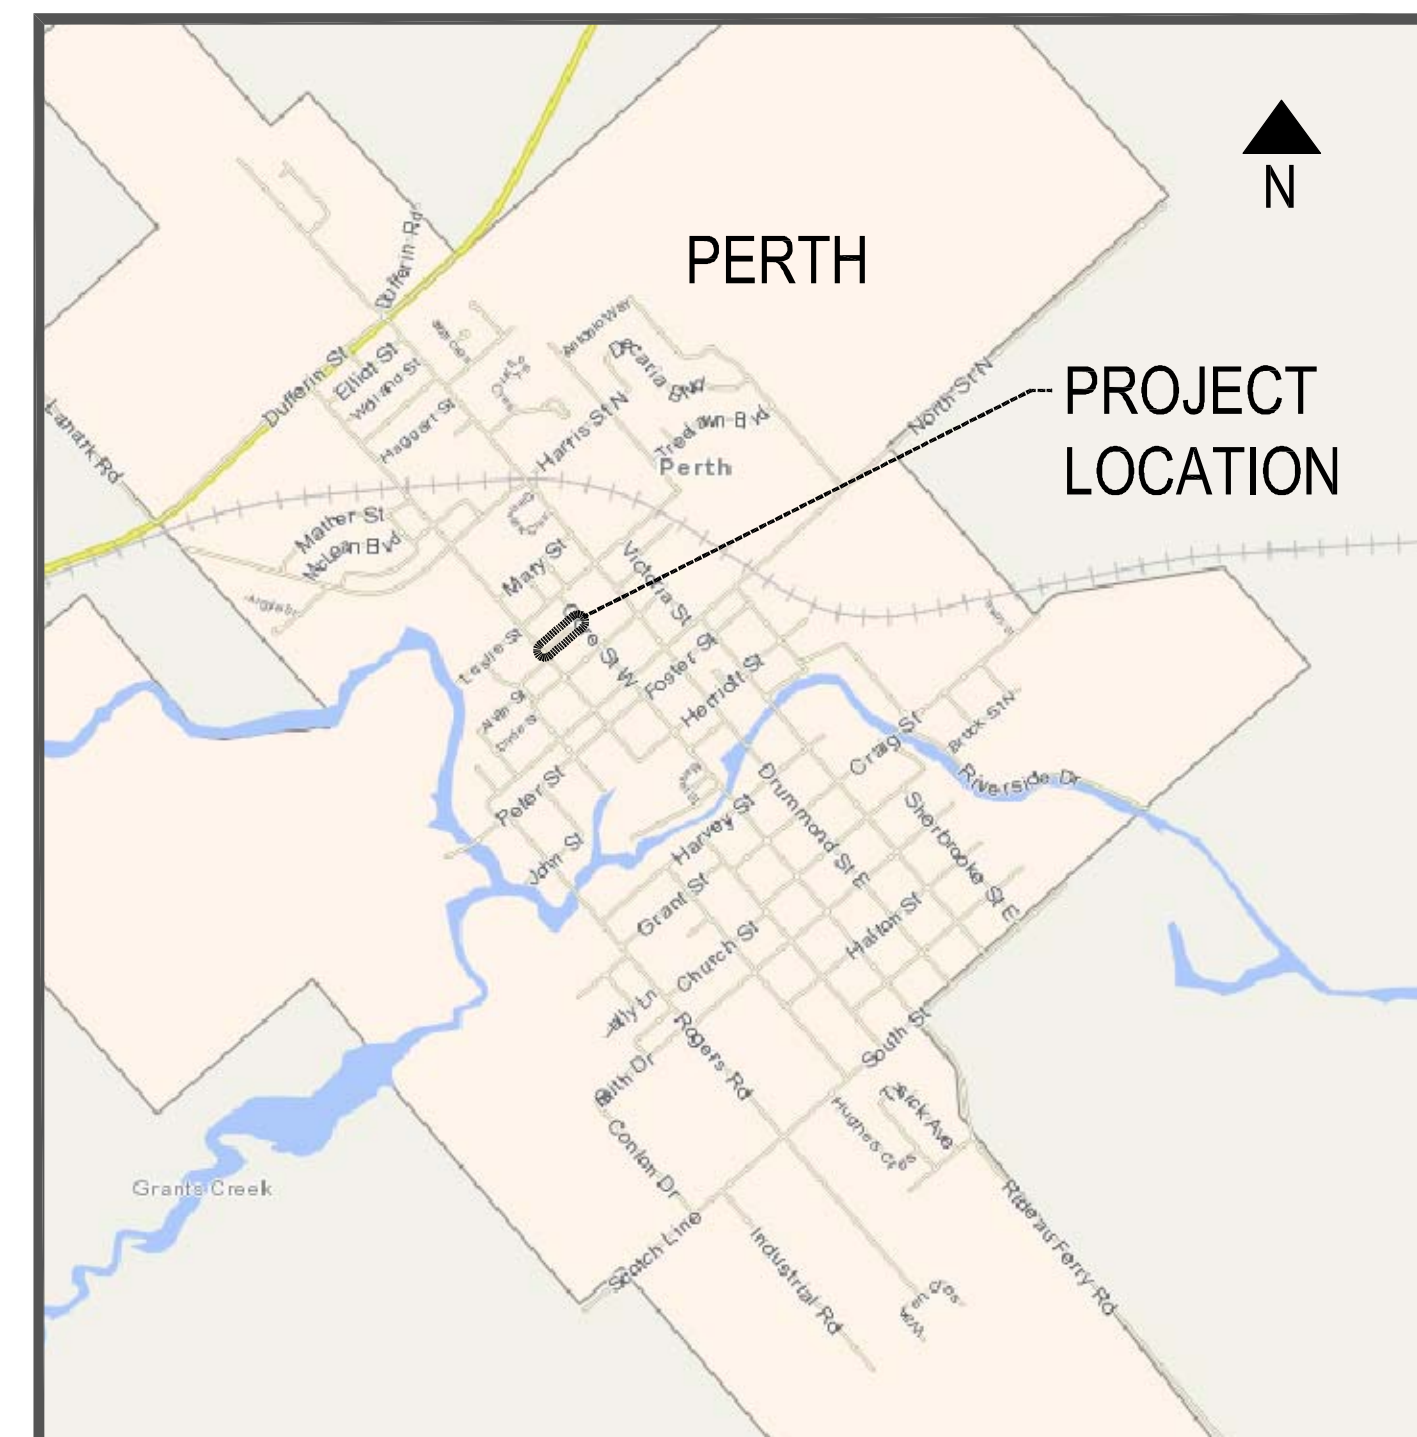 N
PERTH
Dufferin Rd
Antonio Way
Decaria Blvd
PROJECT
LOCATION
North St N
Elliot St
Dufferin St
Haggart St
Harris St N
Perth
Lanark Rd
Mather St
McLean Blvd
Mary St
Victoria St
Leslie St
Gore St W
Foster St
Herriott St
Craig St
Brock St N
Riverside Dr
Peter St
Drummond St E
Sherbrooke St E
Harvey St
John St
Grant St
Halton St
Church St
Rogers Rd
South St
Conlon Dr
Grants Creek
Scotch Line
Industrial Rd
Rideau Ferry Rd